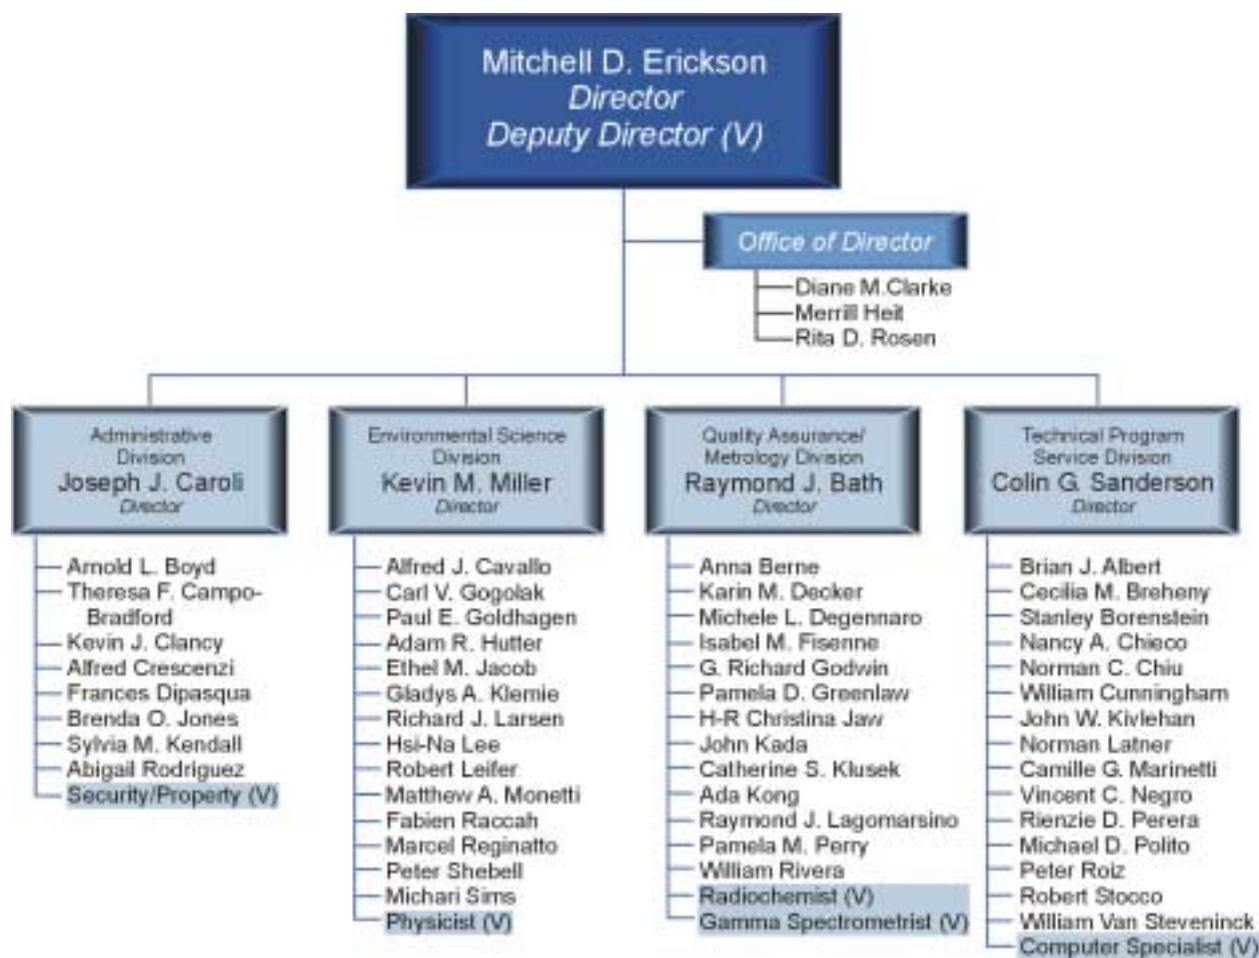 Mitchell D. Erickson
Director
Deputy Director (V)
Office of Director
Diane M.Clarke
Merrill Heit
Rita D. Rosen
Administrative
Division
Joseph J. Caroli
Director
Arnold L. Boyd
Theresa F. Campo-
Bradford
Kevin J. Clancy
Alfred Crescenzi
Frances Dipasqua
Brenda O. Jones
Sylvia M. Kendall
Abigail Rodriguez
Security/Property (V)
Environmental Science
Division
Kevin M. Miller
Director
Alfred J. Cavallo
Carl V. Gogolak
Paul E. Goldhagen
Adam R. Hutter
Ethel M. Jacob
Gladys A. Klemie
Richard J. Larsen
Hsi-Na Lee
Robert Leifer
Matthew A. Monetti
Fabien Raccah
Marcel Reginatto
Peter Shebell
Michari Sims
Physicist (V)
Quality Assurance/
Metrology Division
Raymond J. Bath
Director
Anna Berne
Karin M. Decker
Michele L. Degennaro
Isabel M. Fisenne
G. Richard Godwin
Pamela D. Greenlaw
H-R Christina Jaw
John Kada
Catherine S. Klusek
Ada Kong
Raymond J. Lagomarsino
Pamela M. Perry
William Rivera
Radiochemist (V)
Gamma Spectrometrist (V)
Technical Program
Service Division
Colin G. Sanderson
Director
Brian J. Albert
Cecilia M. Breheny
Stanley Borenstein
Nancy A. Chieco
Norman C. Chiu
William Cunningham
John W. Kivlehan
Norman Latner
Camille G. Marinetti
Vincent C. Negro
Rienzie D. Perera
Michael D. Polito
Peter Roiz
Robert Stocco
William Van Steveninck
Computer Specialist (V)